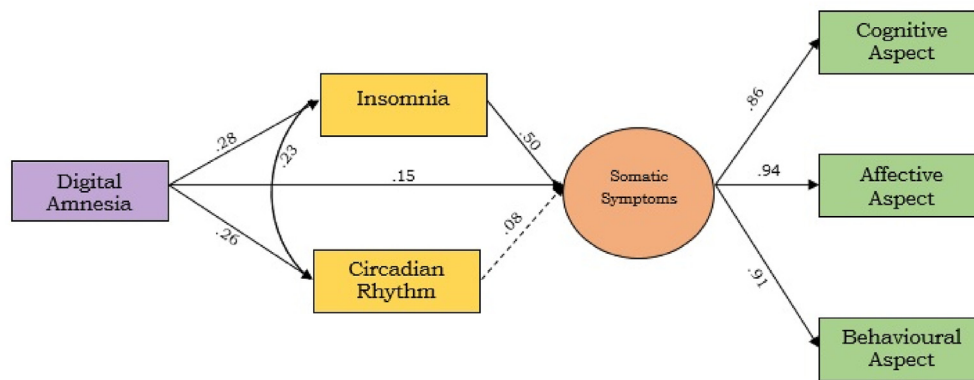 Cognitive
Aspect
Insomnia
.86
.28
.50
.23
Digital
Amnesia
.15
Somatic
Symptoms
.94
Affective
Aspect
.26
.08
Circadian
Rhythm
.91
Behavioural
Aspect